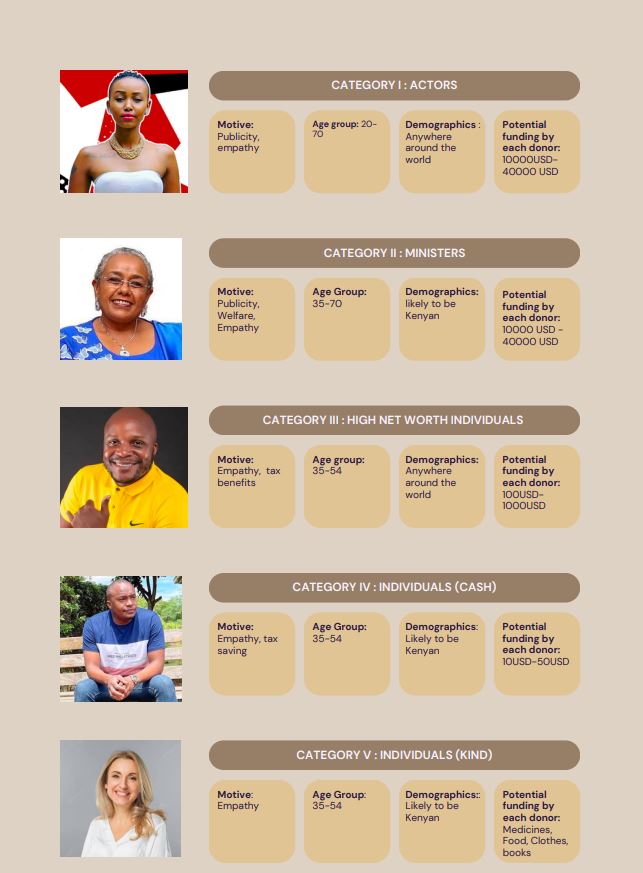 CATEGORY I : ACTORS
Motive:
Publicity,
empathy
Age group: 20-
70
Demographics :
Anywhere
around the
world
Potential
funding by
each donor:
10000USD-
40000 USD
CATEGORY II : MINISTERS
Motive:
Publicity,
Welfare,
Empathy
Age Group:
35-70
Demographics:
likely to be
Kenyan
Potential
funding by
each donor:
10000 USD -
40000 USD
CATEGORY III : HIGH NET WORTH INDIVIDUALS
Motive:
Empathy, tax
benefits
Age group:
35-54
Demographics:
Anywhere
around the
world
Potential
funding by
each donor:
100USD-
1000USD
CATEGORY IV : INDIVIDUALS (CASH)
Motive:
Empathy, tax
saving
Age Group:
35-54
Demographics:
Likely to be
Kenyan
Potential
funding by
each donor:
10USD-50USD
CATEGORY V : INDIVIDUALS (KIND)
Motive:
Empathy
Age Group:
35-54
Demographics::
Likely to be
Kenyan
Potential
funding by
each donor:
Medicines,
Food, Clothes,
books